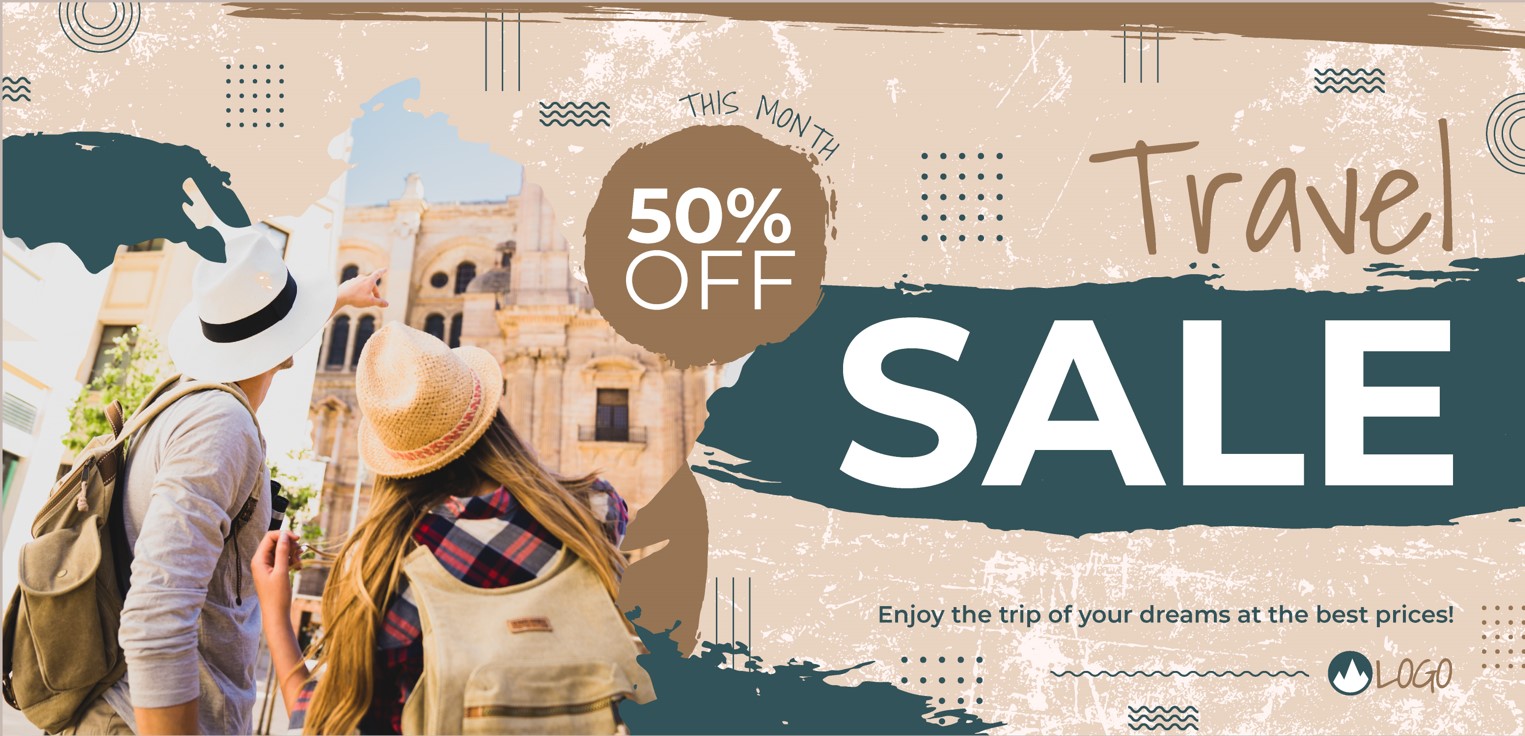 THIS MONTH
50%
OFF
Travel
SALE
Enjoy the trip of your dreams at the best prices!
LOGO